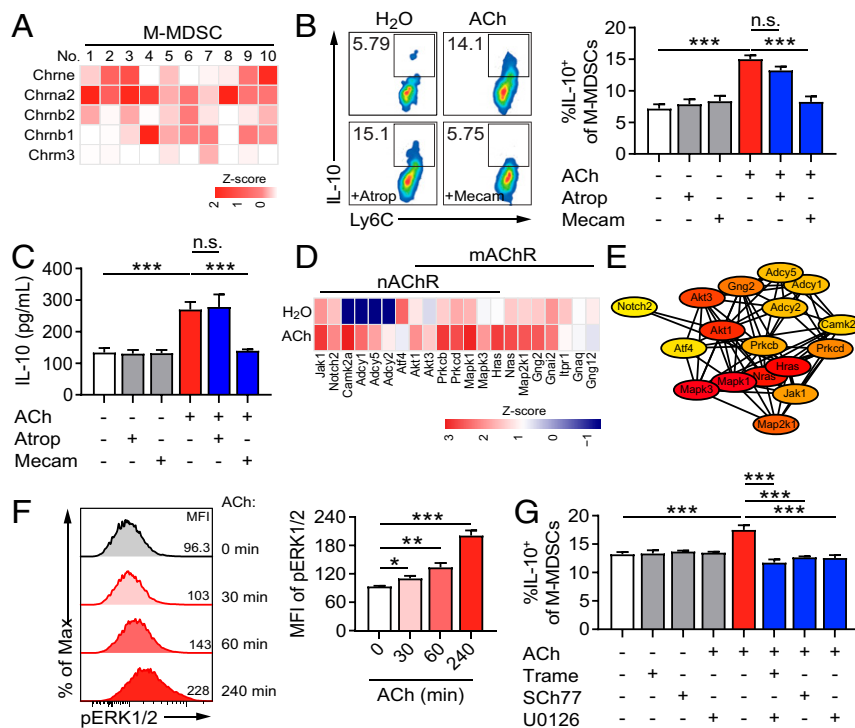 A
M-MDSC
No. 1 2 3 4 5 6 7 8 9 10
Chrne
Chrna2
Chrnb2
Chrnb1
Chrm3
Z-score
2 1 0
B
H2O ACh
5.79 14.1
15.1 5.75
+Atrop +Mecam
IL-10
Ly6C
%IL-10+
of M-MDSCs
20
15
10
5
0
*** n.s. ***
ACh - - - + + +
Atrop - + - - + -
Mecam - - + - - +
C
IL-10 (pg/mL)
400
300
200
100
0
*** n.s. ***
ACh - - - + + +
Atrop - + - - + -
Mecam - - + - - +
D
mAChR
nAChR
H2O
ACh
Jak1 Notch2 Camk2a Adcy1 Adcy5 Adcy2 Atf4 Akt1 Akt3 Prkcb Prkcd Mapk1 Mapk3 Hras Nras Map2k1 Gng2 Gnai2 Itpr1 Gnaq Gng12
Z-score
3 2 1 0 -1
E
Adcy5
Gng2 Adcy1
Akt3
Notch2 Adcy2
Akt1 Camk2
Atf4 Prkcb Prkcd
Hras
Mapk3 Mapk1 Nras
Jak1
Map2k1
F
ACh:
MFI
96.3 0 min
103 30 min
143 60 min
228 240 min
% of Max
pERK1/2
MFI of pERK1/2
240
180
120
60
0
***
**
*
0 30 60 240
ACh (min)
G
%IL-10+
of M-MDSCs
20
15
10
5
0
***
***
*** ***
ACh - - - + + + + +
Trame - + - - - + - -
SCh77 - - + - - - + -
U0126 - - - + - + - +